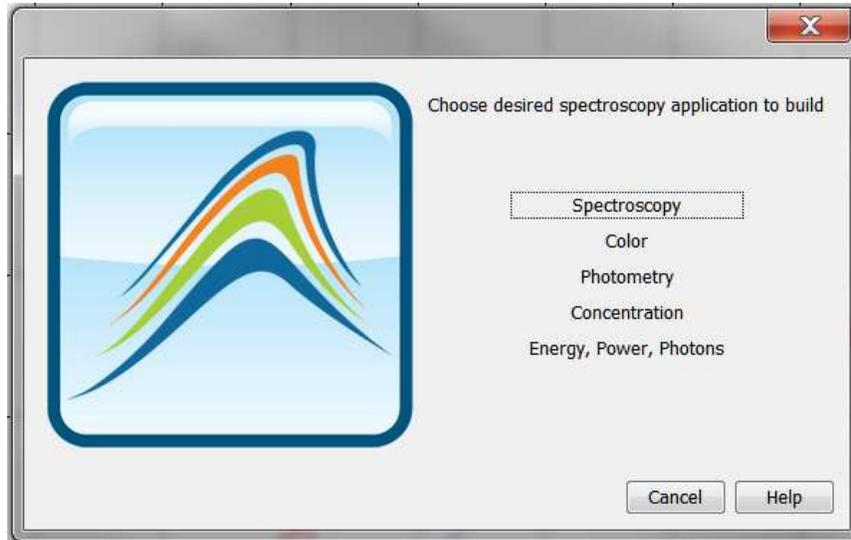 Choose desired spectroscopy application to build
Spectroscopy
Color
Photometry
Concentration
Energy, Power, Photons
Cancel
Help